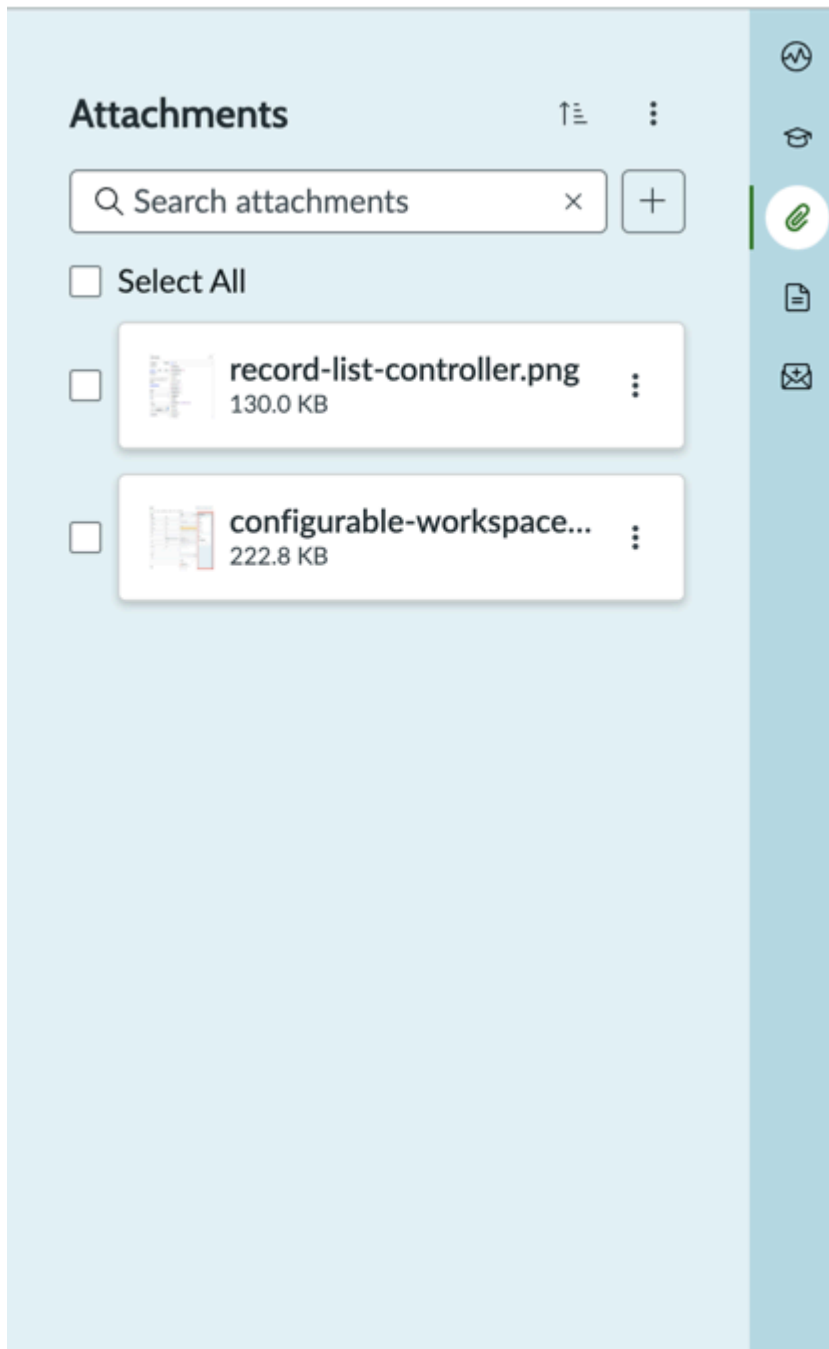 Attachments
Search attachments
Select All
record-list-controller.png
130.0 KB
configurable-workspace...
222.8 KB